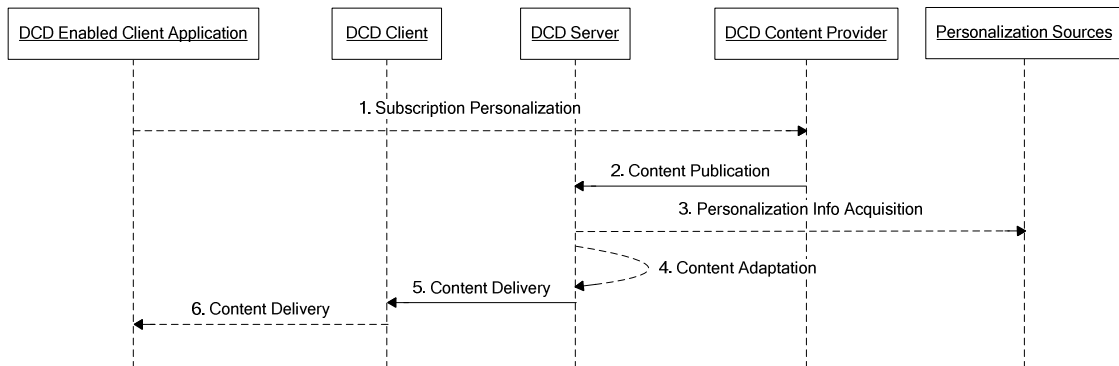 DCD Enabled Client Application
DCD Client
DCD Server
DCD Content Provider
Personalization Sources
1. Subscription Personalization
2. Content Publication
3. Personalization Info Acquisition
4. Content Adaptation
5. Content Delivery
6. Content Delivery